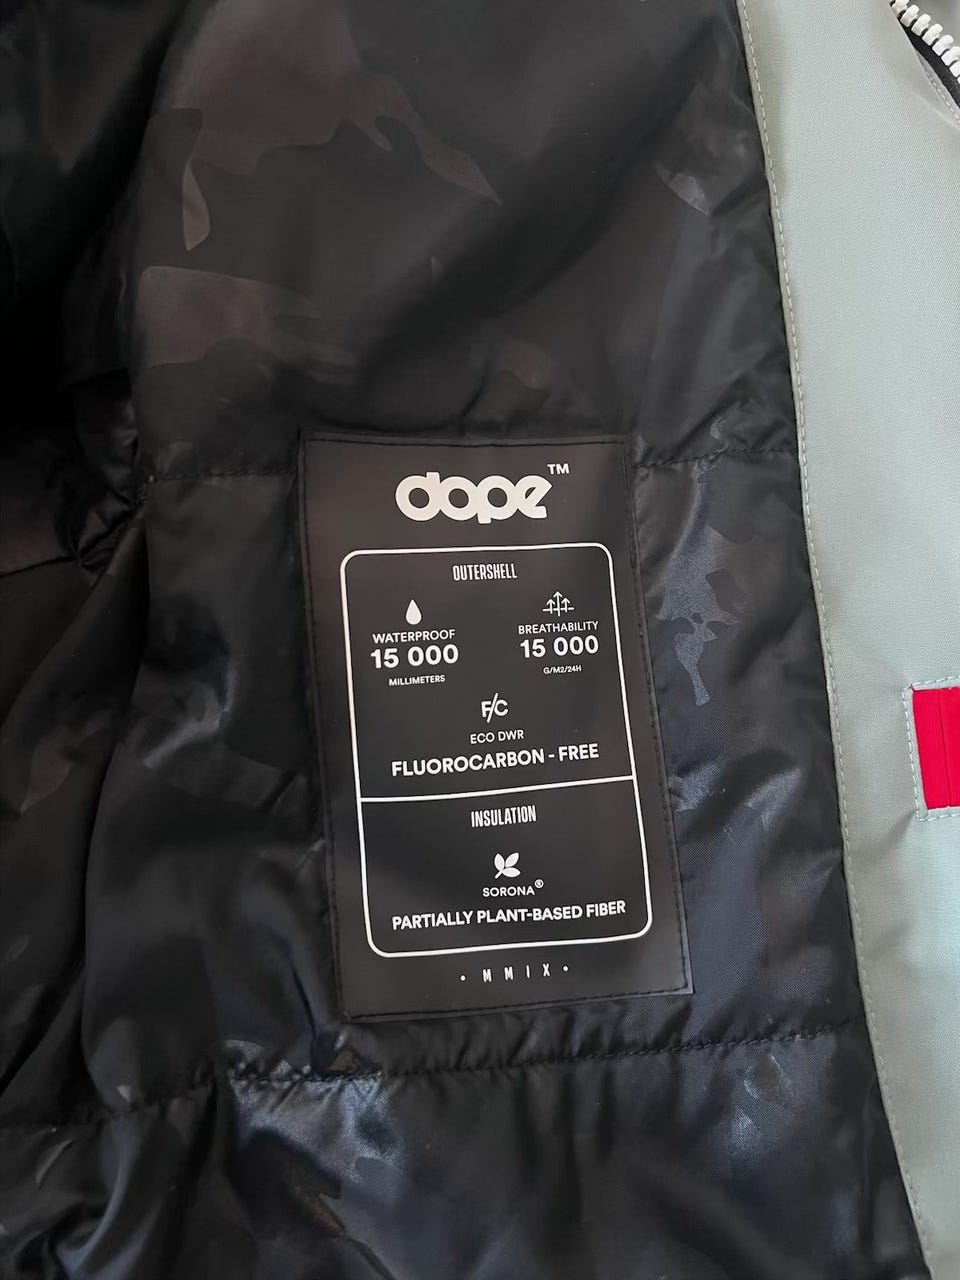 dope™
OUTERSHELL
WATERPROOF
15 000
MILLIMETERS
BREATHABILITY
15 000
G/M2/24H
F/C
ECO DWR
FLUOROCARBON - FREE
INSULATION
SORONA®
PARTIALLY PLANT-BASED FIBER
• M M I X •